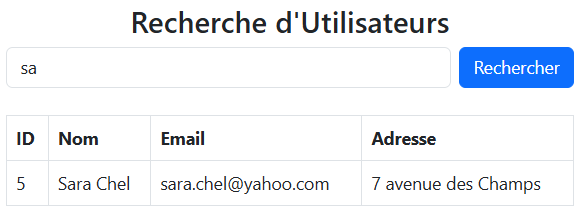 Recherche d'Utilisateurs
sa
Rechercher
ID Nom Email Adresse
5 Sara Chel sara.chel@yahoo.com 7 avenue des Champs